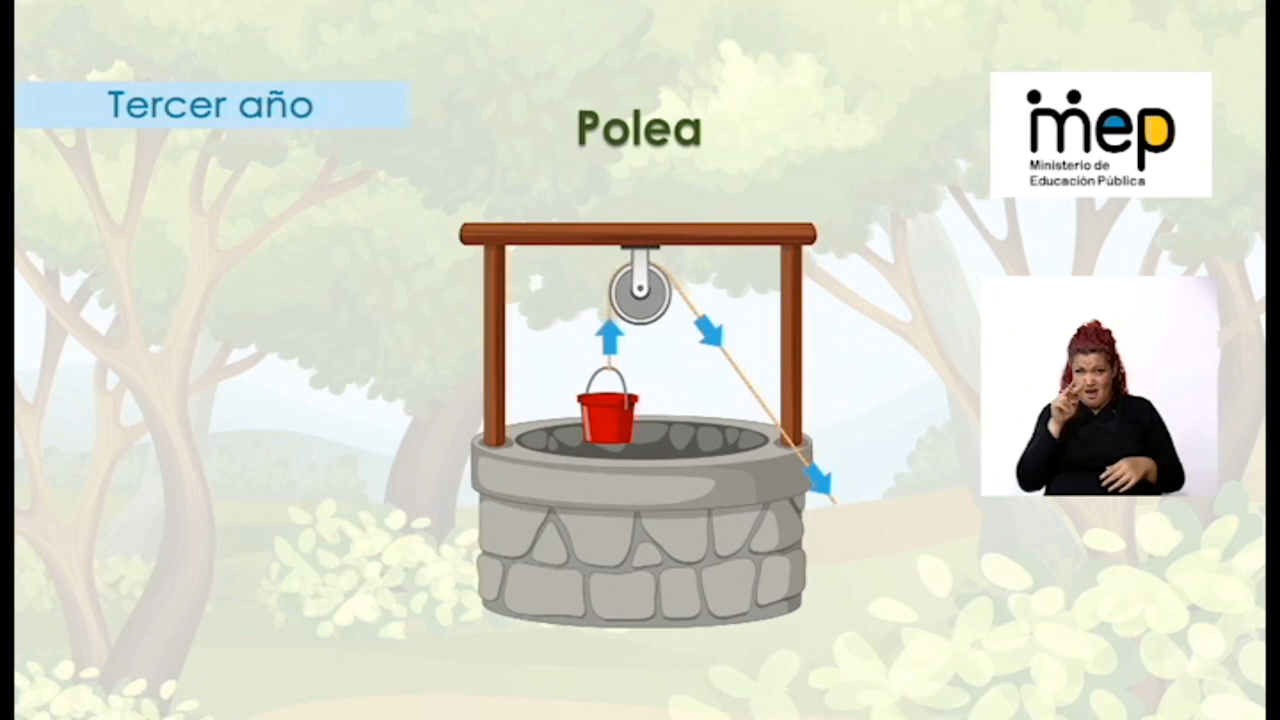 Tercer año
Polea
mep
Ministerio de
Educación Pública